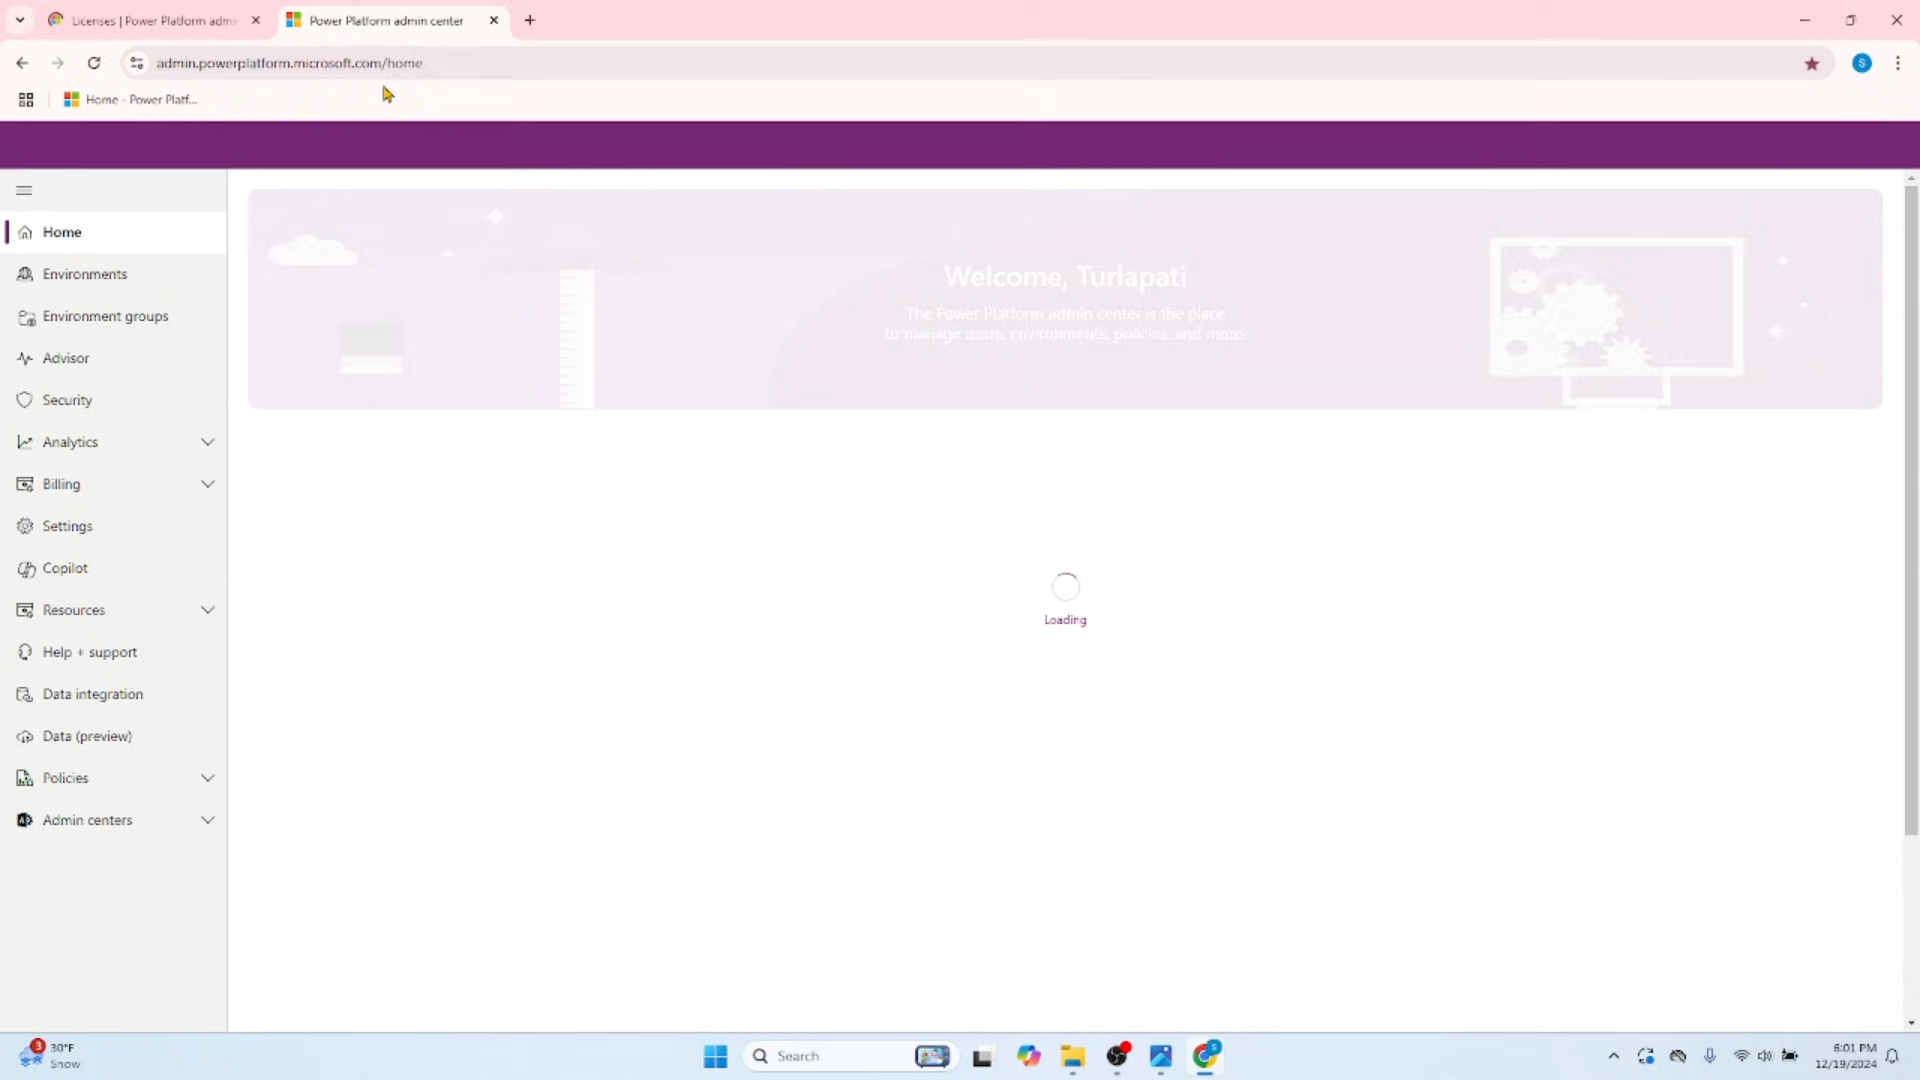 Licenses | Power Platform admi
Power Platform admin center
admin.powerplatform.microsoft.com/home
S
Home - Power Platf...
Home
Environments
Environment groups
Advisor
Security
Analytics
Billing
Settings
Copilot
Resources
Help + support
Data integration
Data (preview)
Policies
Admin centers
Welcome, Turlapati
The Power Platform admin center is the place
to manage users, environments, policies, and more.
Loading
3
30°F
Snow
Search
S
6:01 PM
12/19/2024